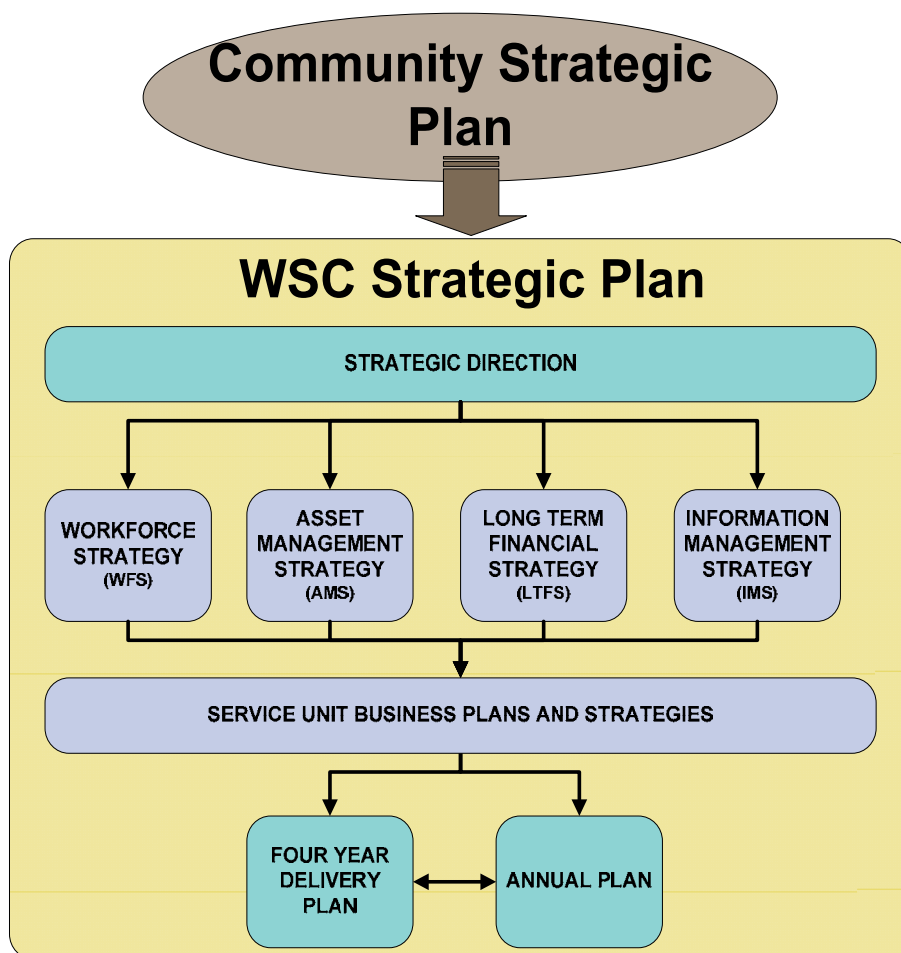 Community Strategic
Plan
WSC Strategic Plan
STRATEGIC DIRECTION
WORKFORCE
STRATEGY
(WFS)
ASSET
MANAGEMENT
STRATEGY
(AMS)
LONG TERM
FINANCIAL
STRATEGY
(LTFS)
INFORMATION
MANAGEMENT
STRATEGY
(IMS)
SERVICE UNIT BUSINESS PLANS AND STRATEGIES
FOUR YEAR
DELIVERY
PLAN
ANNUAL PLAN